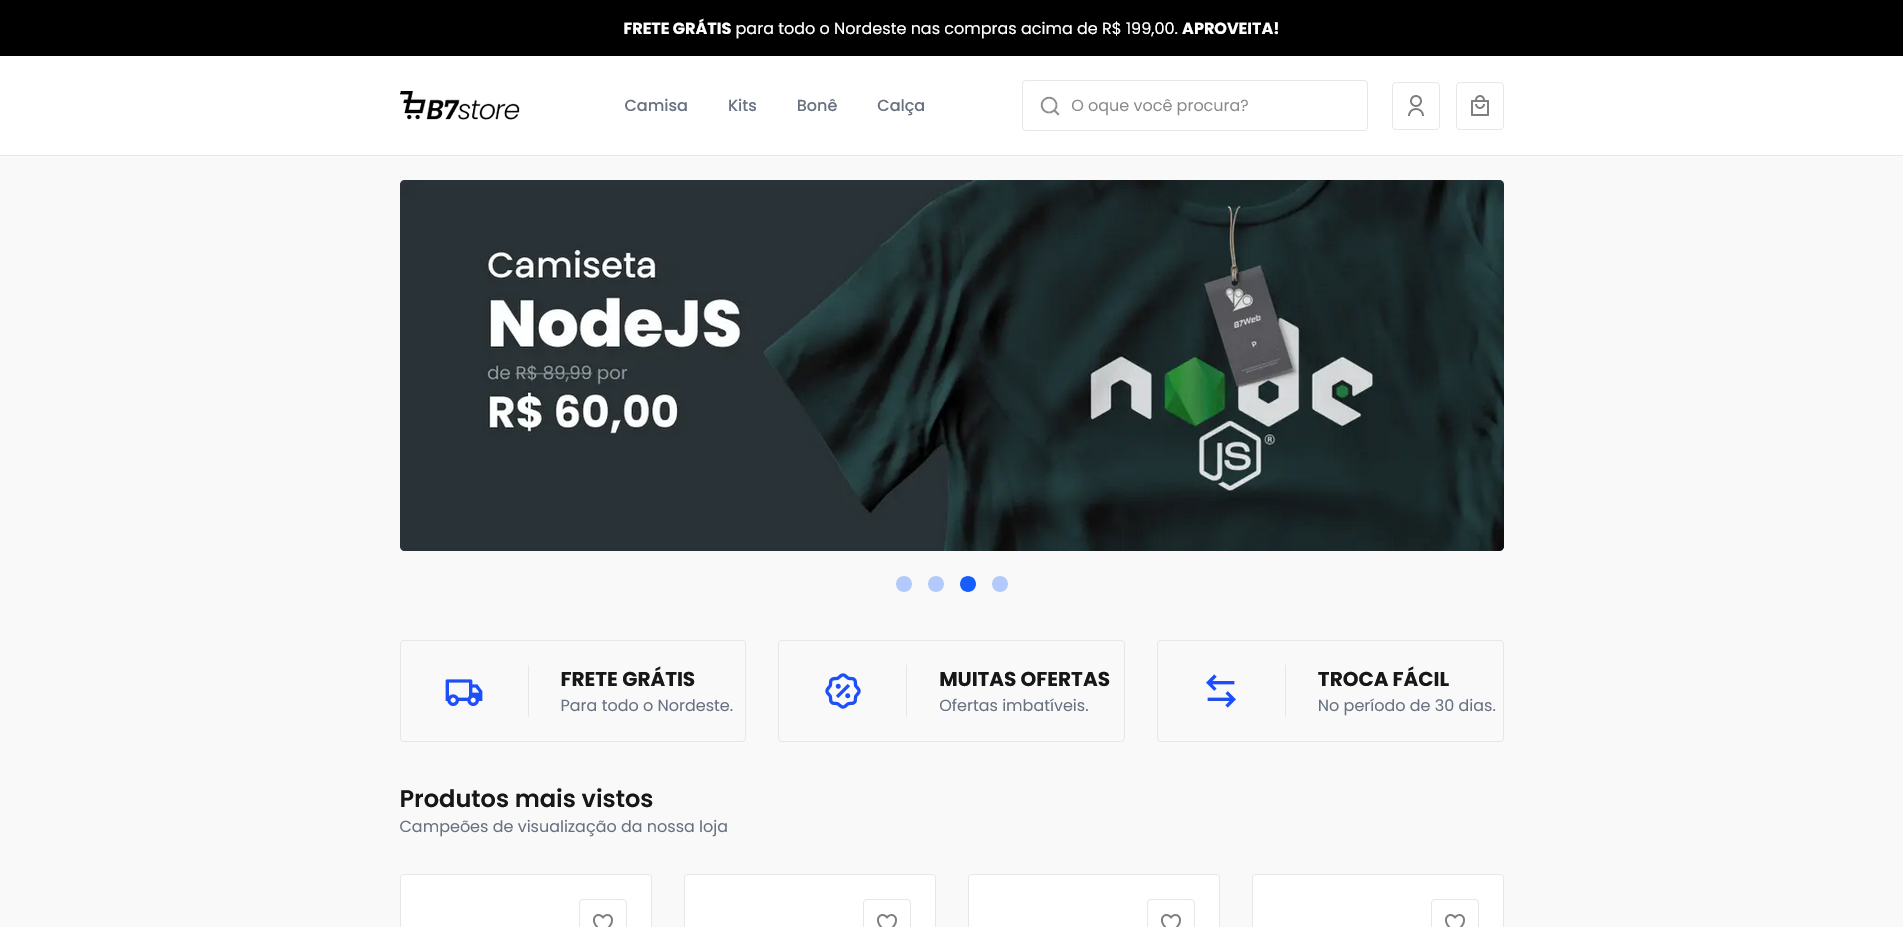 FRETE GRÁTIS para todo o Nordeste nas compras acima de R$ 199,00. APROVEITA!
B7store
Camisa
Kits
Bonê
Calça
O oque você procura?
Camiseta
NodeJS
de R$ 89,99 por
R$ 60,00
B7Web
P
node
JS®
FRETE GRÁTIS
Para todo o Nordeste.
MUITAS OFERTAS
Ofertas imbatíveis.
TROCA FÁCIL
No período de 30 dias.
Produtos mais vistos
Campeões de visualização da nossa loja